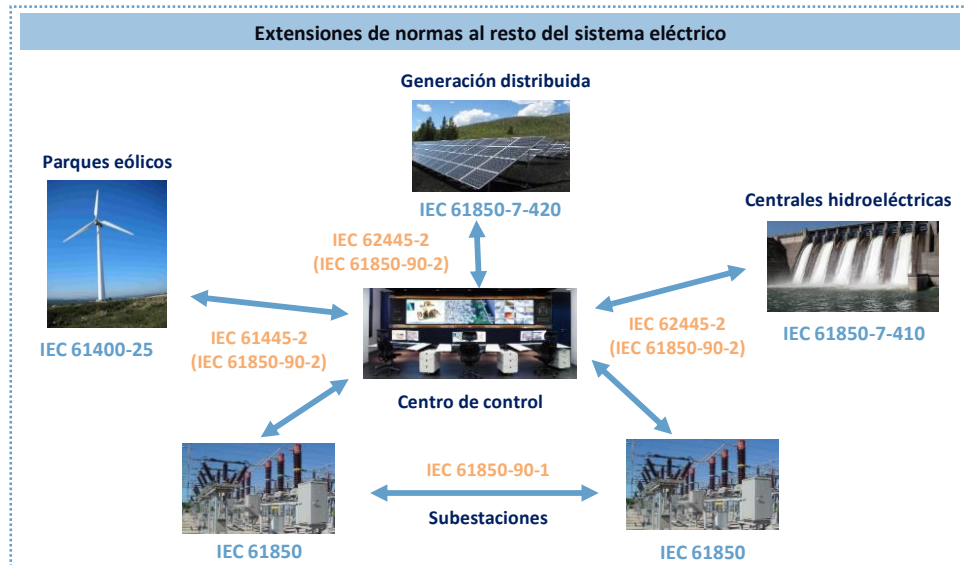 Extensiones de normas al resto del sistema eléctrico
Generación distribuida
IEC 61850-7-420
Parques eólicos
IEC 61400-25
Centrales hidroeléctricas
IEC 61850-7-410
IEC 62445-2
(IEC 61850-90-2)
IEC 61445-2
(IEC 61850-90-2)
IEC 62445-2
(IEC 61850-90-2)
Centro de control
IEC 61850-90-1
Subestaciones
IEC 61850
IEC 61850